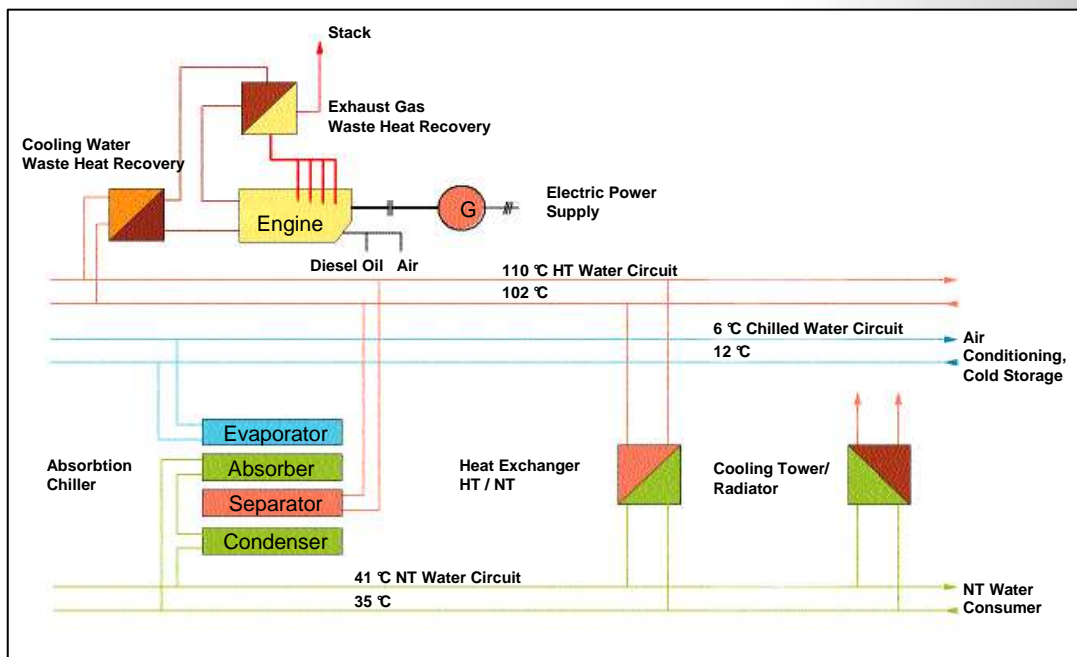 Stack
Exhaust Gas
Waste Heat Recovery
Cooling Water
Waste Heat Recovery
Engine
G
Electric Power
Supply
Diesel Oil Air
110 °C HT Water Circuit
102 °C
6 °C Chilled Water Circuit
12 °C
Air
Conditioning,
Cold Storage
Evaporator
Absorbtion
Chiller
Absorber
Separator
Condenser
Heat Exchanger
HT / NT
Cooling Tower/
Radiator
41 °C NT Water Circuit
35 °C
NT Water
Consumer